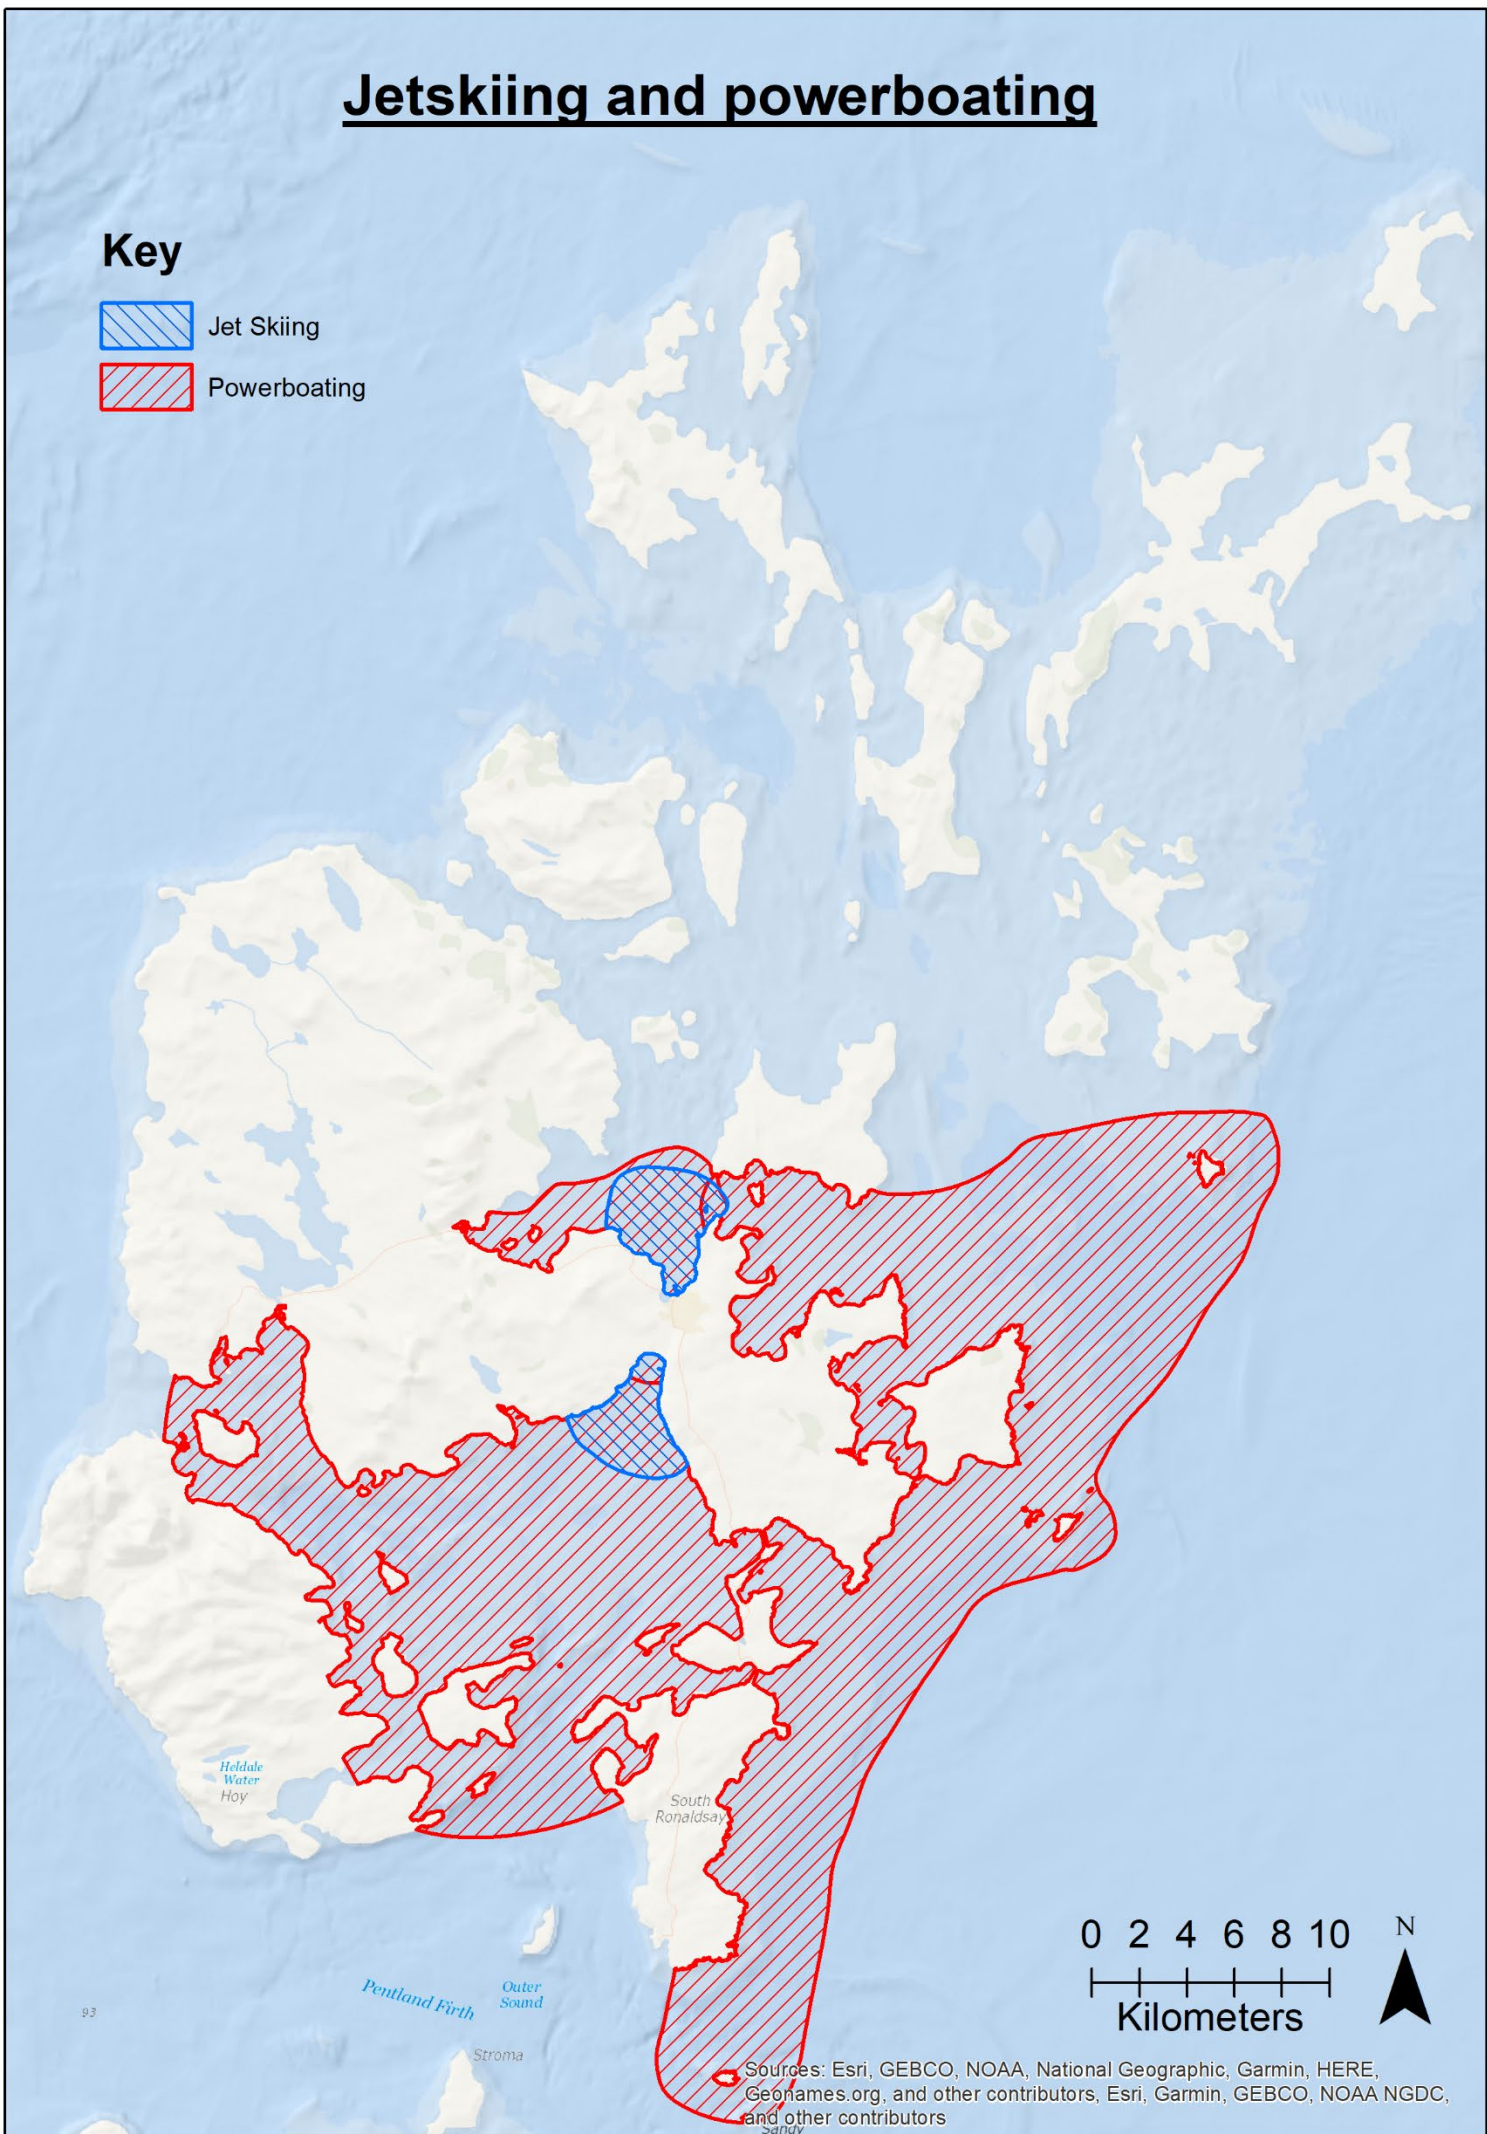 Jetskiing and powerboating
Key
Jet Skiing
Powerboating
Heldale
Water
Hoy
South
Ronaldsay
0 2 4 6 8 10
N
Kilometers
Pentland Firth
Outer
Sound
93
Stroma
Sources: Esri, GEBCO, NOAA, National Geographic, Garmin, HERE,
Geonames.org, and other contributors, Esri, Garmin, GEBCO, NOAA NGDC,
and other contributors
Sandy